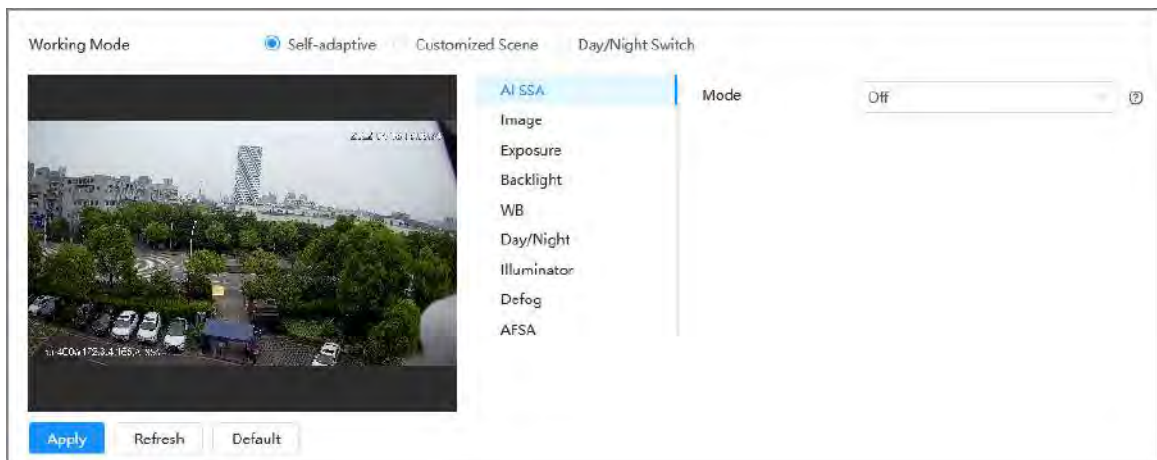 Working Mode Self-adaptive Customized Scene Day/Night Switch
AI SSA
Mode Off
Image
Exposure
Backlight
WB
Day/Night
Illuminator
Defog
AFSA
Apply Refresh Default